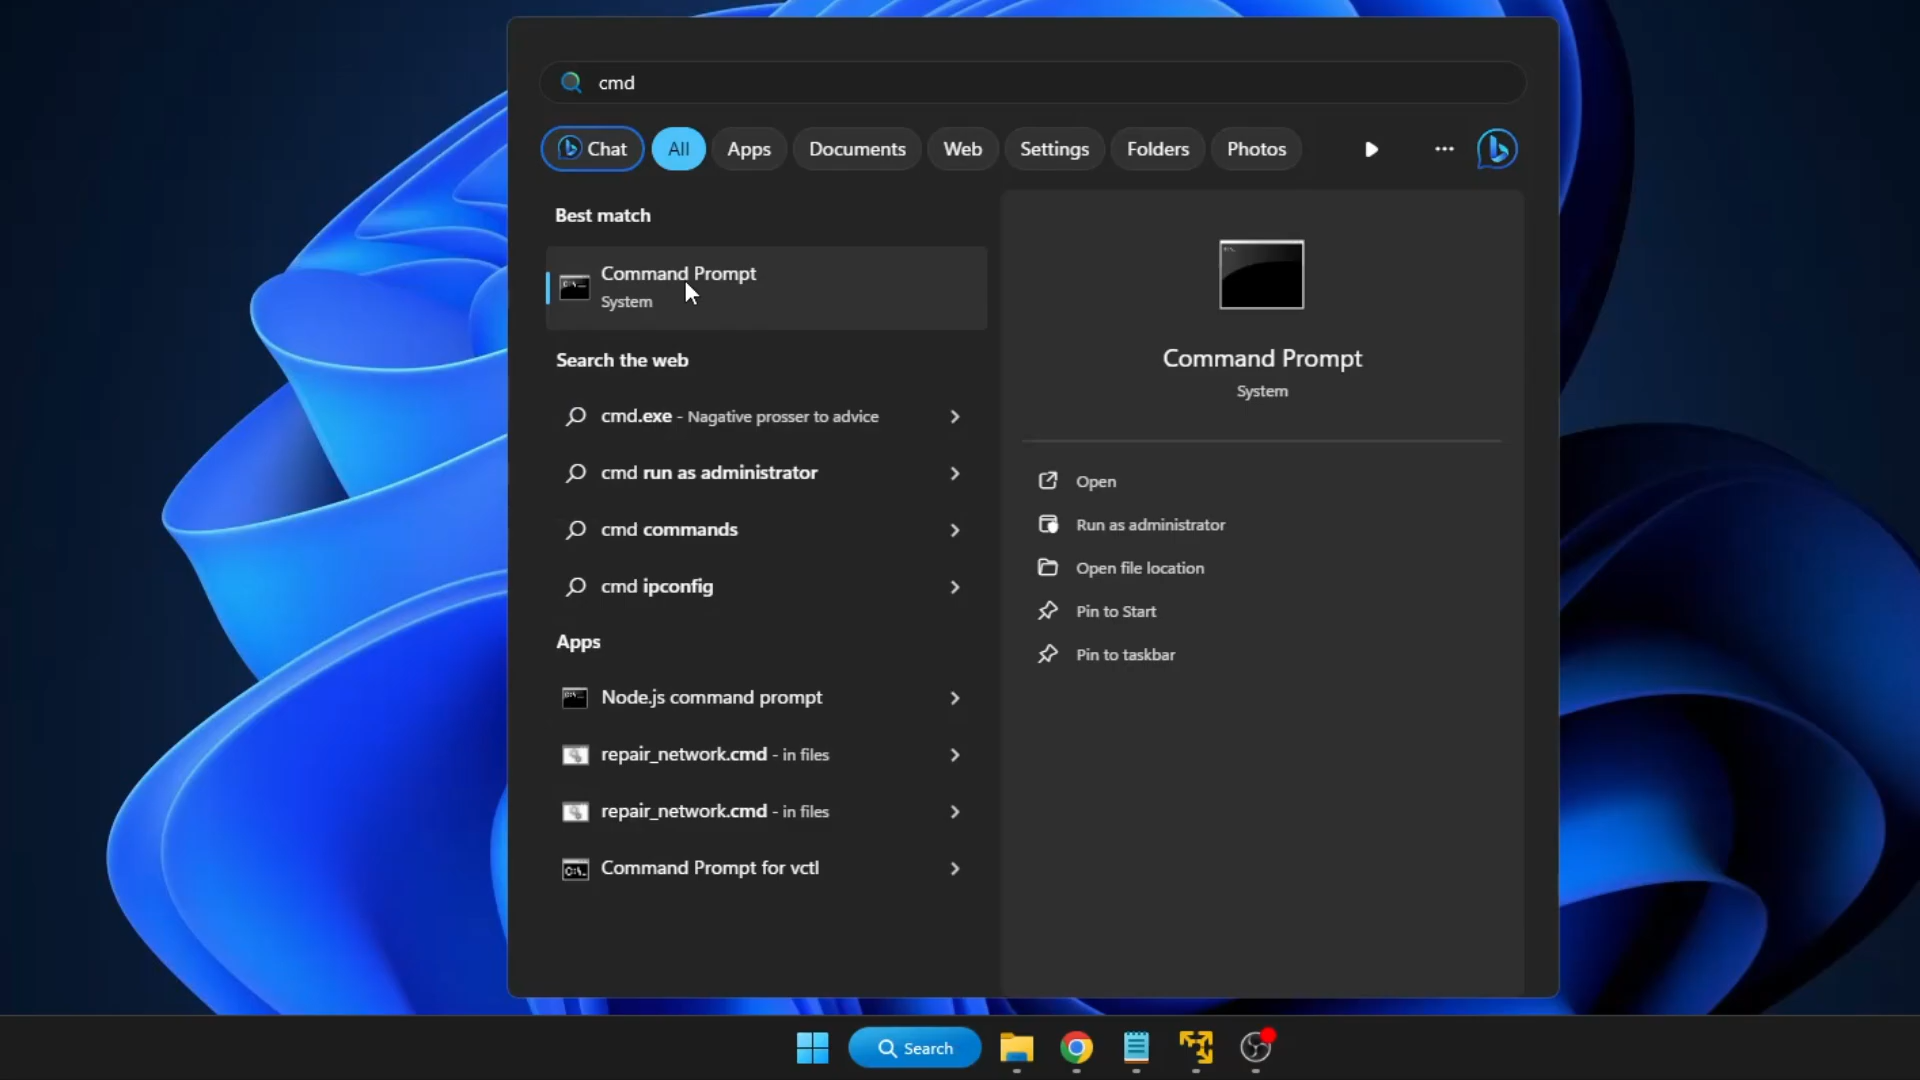 cmd
Chat All Apps Documents Web Settings Folders Photos
Best match
Command Prompt
System
Search the web
cmd.exe - Nagative prosser to advice
cmd run as administrator
cmd commands
cmd ipconfig
Apps
Node.js command prompt
repair_network.cmd - in files
repair_network.cmd - in files
Command Prompt for vctl
Command Prompt
System
Open
Run as administrator
Open file location
Pin to Start
Pin to taskbar
Search